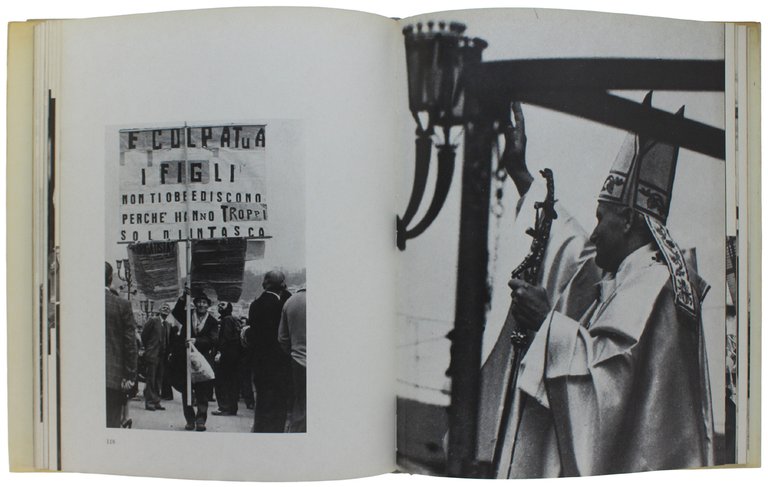 E COLPA TUA
I FIGLI
NON TI OBBEDISCONO
PERCHE' HANNO TROPPI
SOLDI IN TASCA